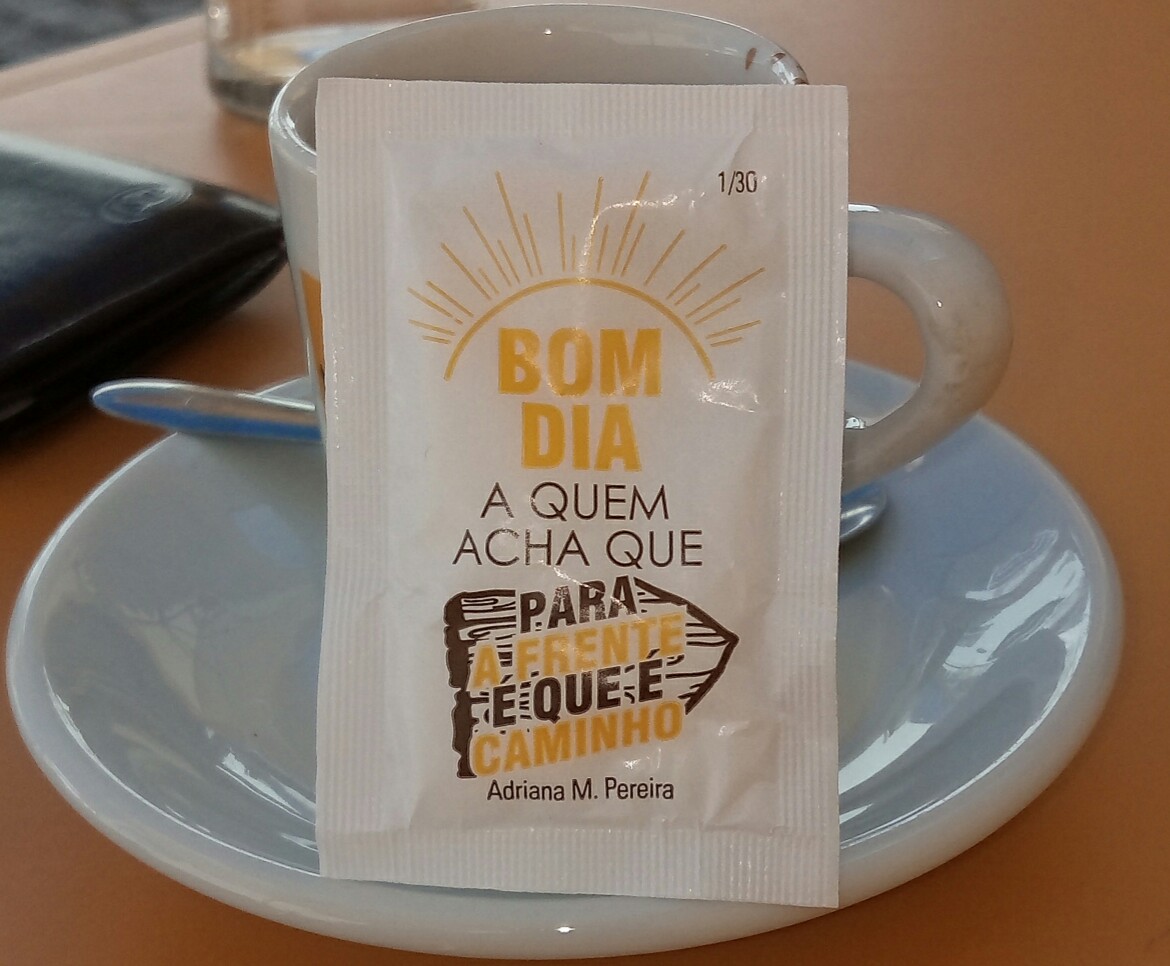 1/30
BOM
DIA
A QUEM
ACHA QUE
PARA
A FRENTE
É QUE É
CAMINHO
Adriana M. Pereira